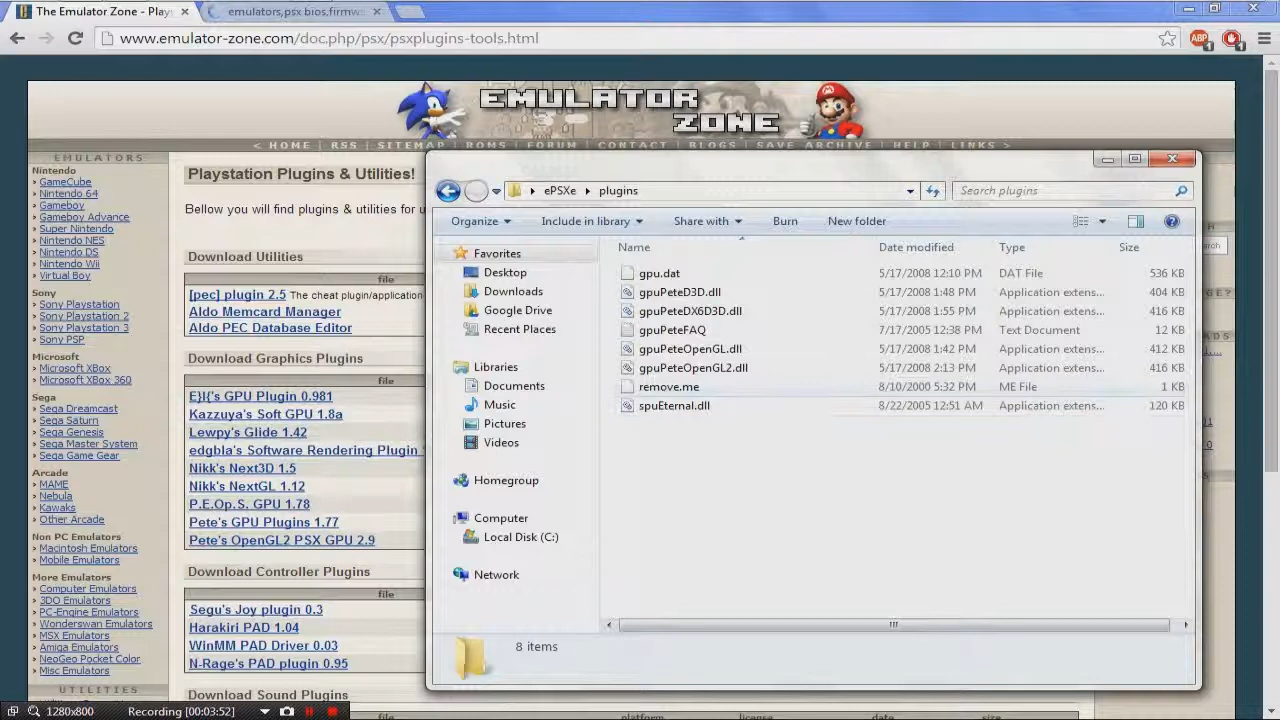 The Emulator Zone - Play
emulators,psx bios,firmw
www.emulator-zone.com/doc.php/psx/psxplugins-tools.html
EMULATOR
ZONE
< HOME | RSS | SITEMAP | ROMS | FORUM | CONTACT | BLOGS | SAVE ARCHIVE | HELP | LINKS >
EMULATORS
Nintendo
GameCube
Nintendo 64
Gameboy
Gameboy Advance
Super Nintendo
Nintendo NES
Nintendo DS
Nintendo Wii
Virtual Boy
Sony
Sony Playstation
Sony Playstation 2
Sony Playstation 3
Sony PSP
Microsoft
Microsoft XBox
Microsoft XBox 360
Sega
Sega Dreamcast
Sega Saturn
Sega Genesis
Sega Master System
Sega Game Gear
Arcade
MAME
Nebula
Kawaks
Other Arcade
Non PC Emulators
Macintosh Emulators
Mobile Emulators
More Emulators
Computer Emulators
3DO Emulators
PC-Engine Emulators
Wonderswan Emulators
MSX Emulators
Amiga Emulators
NeoGeo Pocket Color
Misc Emulators
UTILITIES
Playstation Plugins & Utilities!
Bellow you will find plugins & utilities for u
Download Utilities
file
[pec] plugin 2.5 The cheat plugin/application
Aldo Memcard Manager
Aldo PEC Database Editor
Download Graphics Plugins
file
E}I{'s GPU Plugin 0.981
Kazzuya's Soft GPU 1.8a
Lewpy's Glide 1.42
edgbla's Software Rendering Plugin
Nikk's Next3D 1.5
Nikk's NextGL 1.12
P.E.Op.S. GPU 1.78
Pete's GPU Plugins 1.77
Pete's OpenGL2 PSX GPU 2.9
Download Controller Plugins
file
Segu's Joy plugin 0.3
Harakiri PAD 1.04
WinMM PAD Driver 0.03
N-Rage's PAD plugin 0.95
Download Sound Plugins
platform license date size
ePSXe plugins
Search plugins
Organize Include in library Share with Burn New folder
Favorites
Desktop
Downloads
Google Drive
Recent Places
Libraries
Documents
Music
Pictures
Videos
Homegroup
Computer
Local Disk (C:)
Network
Name Date modified Type Size
gpu.dat 5/17/2008 12:10 PM DAT File 536 KB
gpuPeteD3D.dll 5/17/2008 1:48 PM Application extens... 404 KB
gpuPeteDX6D3D.dll 5/17/2008 1:55 PM Application extens... 416 KB
gpuPeteFAQ 7/17/2005 12:38 PM Text Document 12 KB
gpuPeteOpenGL.dll 5/17/2008 1:42 PM Application extens... 412 KB
gpuPeteOpenGL2.dll 5/17/2008 2:13 PM Application extens... 416 KB
remove.me 8/10/2000 5:32 PM ME File 1 KB
spuEternal.dll 8/22/2005 12:51 AM Application extens... 120 KB
8 items
1280x800 Recording [00:03:52]